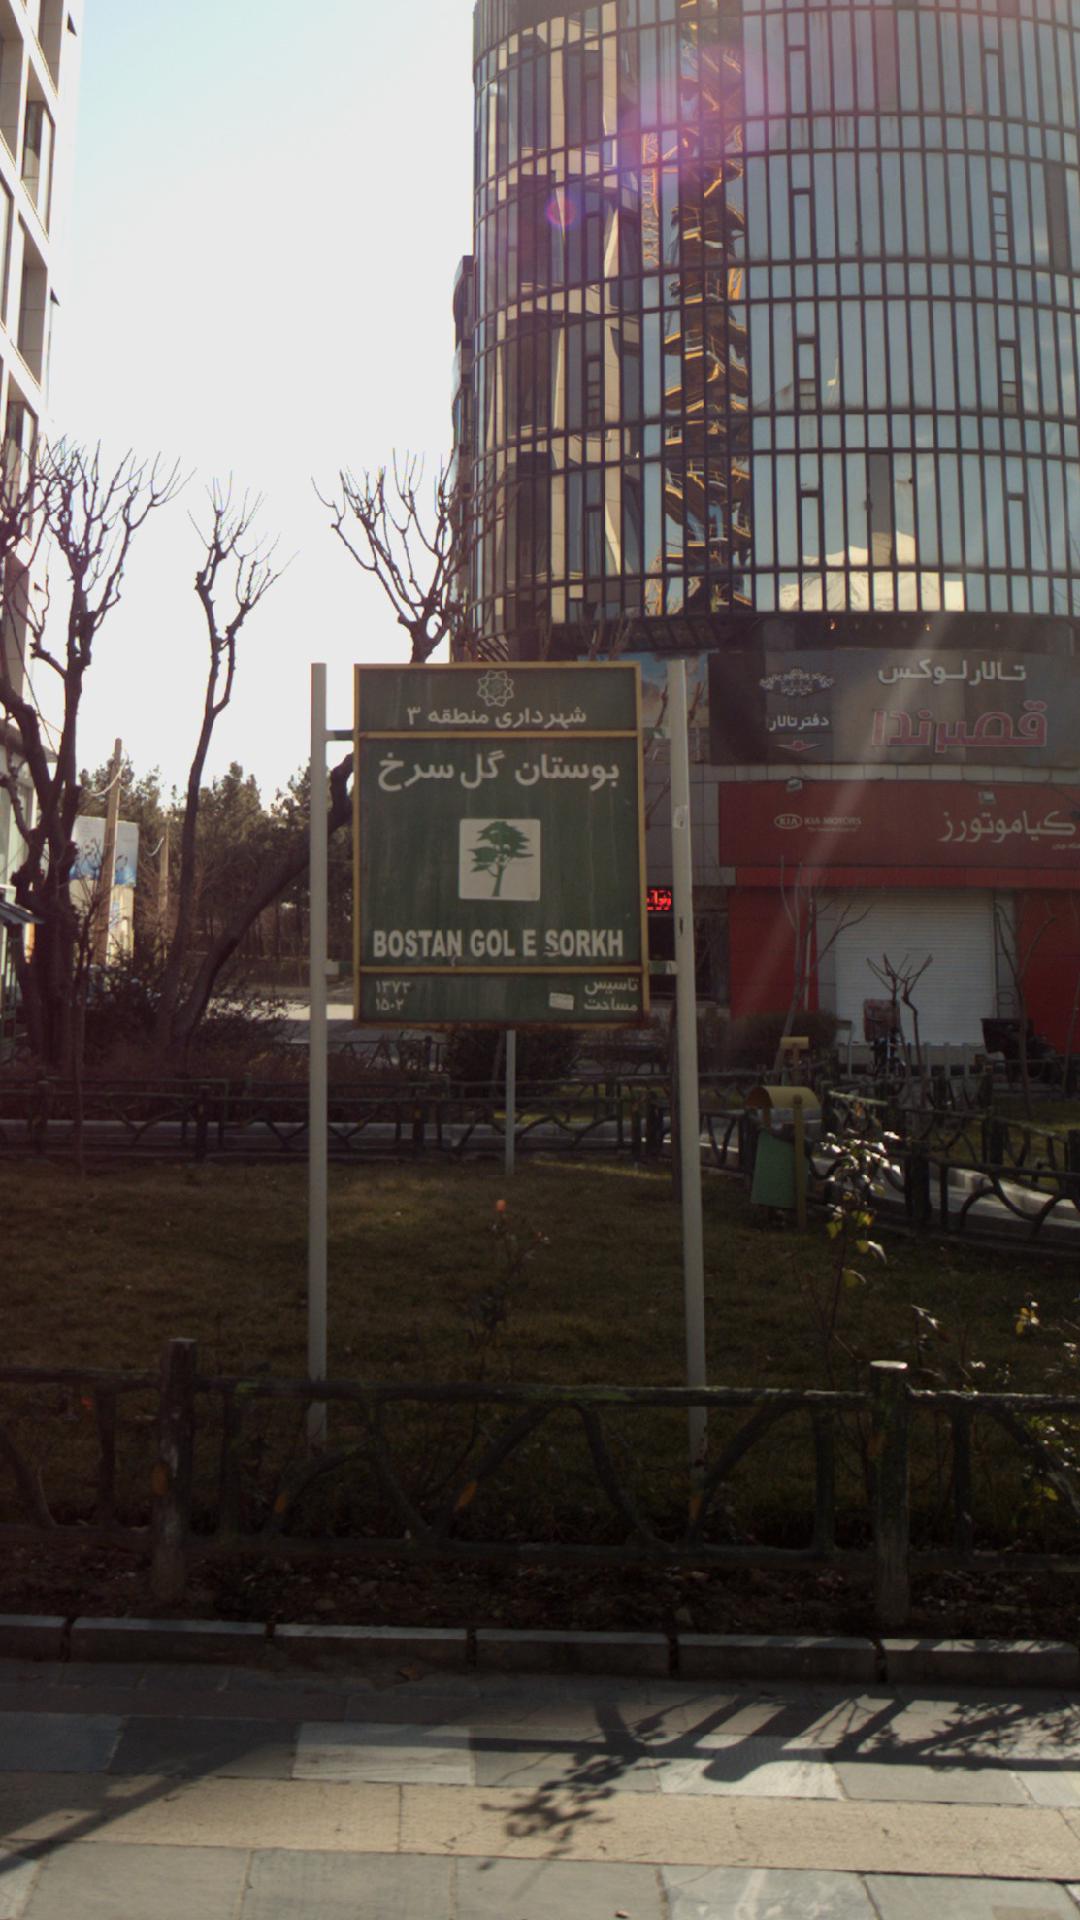 شهرداری منطقه ۳
بوستان گل سرخ
BOSTAN GOL E SORKH
تاسیس ۱۳۷۳
مساحت ۱۵۰۲
تالار لوکس
قصر ندا
دفتر تالار
KIA MOTORS
کیاموتورز